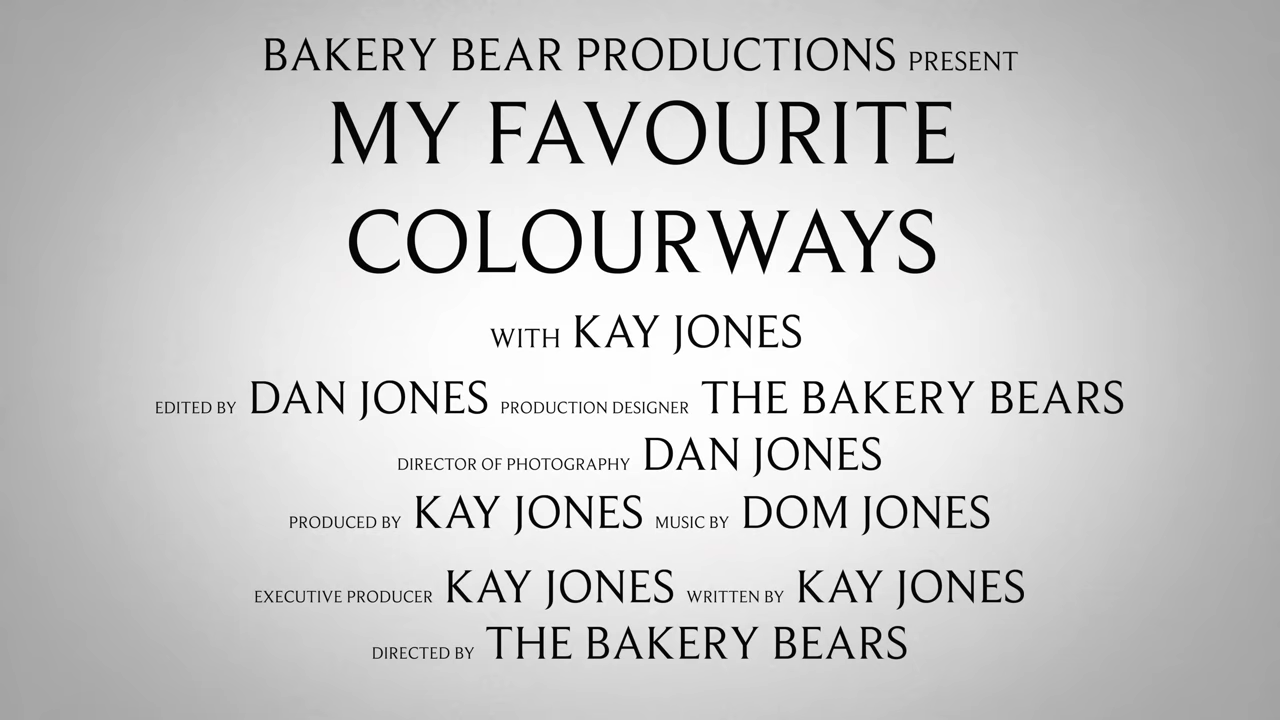 BAKERY BEAR PRODUCTIONS PRESENT
MY FAVOURITE
COLOURWAYS
WITH KAY JONES
EDITED BY DAN JONES PRODUCTION DESIGNER THE BAKERY BEARS
DIRECTOR OF PHOTOGRAPHY DAN JONES
PRODUCED BY KAY JONES MUSIC BY DOM JONES
EXECUTIVE PRODUCER KAY JONES WRITTEN BY KAY JONES
DIRECTED BY THE BAKERY BEARS